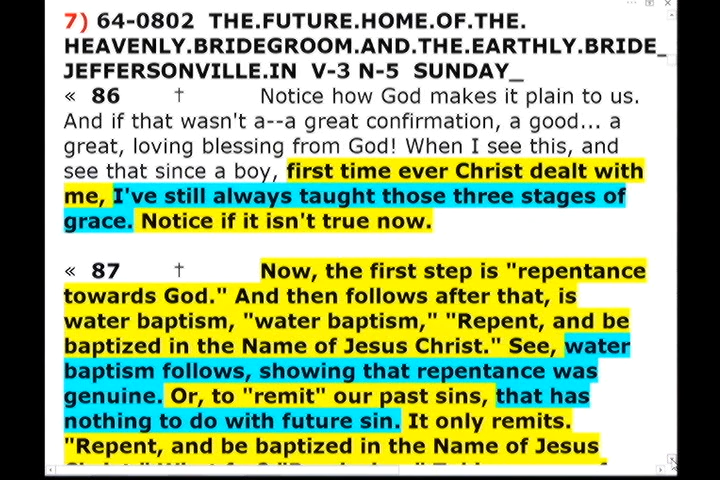 7) 64-0802 THE.FUTURE.HOME.OF.THE.
HEAVENLY.BRIDEGROOM.AND.THE.EARTHLY.BRIDE_
JEFFERSONVILLE.IN V-3 N-5 SUNDAY_
« 86 † Notice how God makes it plain to us.
And if that wasn't a--a great confirmation, a good... a
great, loving blessing from God! When I see this, and
see that since a boy, first time ever Christ dealt with
me, I've still always taught those three stages of
grace. Notice if it isn't true now.
« 87 † Now, the first step is "repentance
towards God." And then follows after that, is
water baptism, "water baptism," "Repent, and be
baptized in the Name of Jesus Christ." See, water
baptism follows, showing that repentance was
genuine. Or, to "remit" our past sins, that has
nothing to do with future sin. It only remits.
"Repent, and be baptized in the Name of Jesus